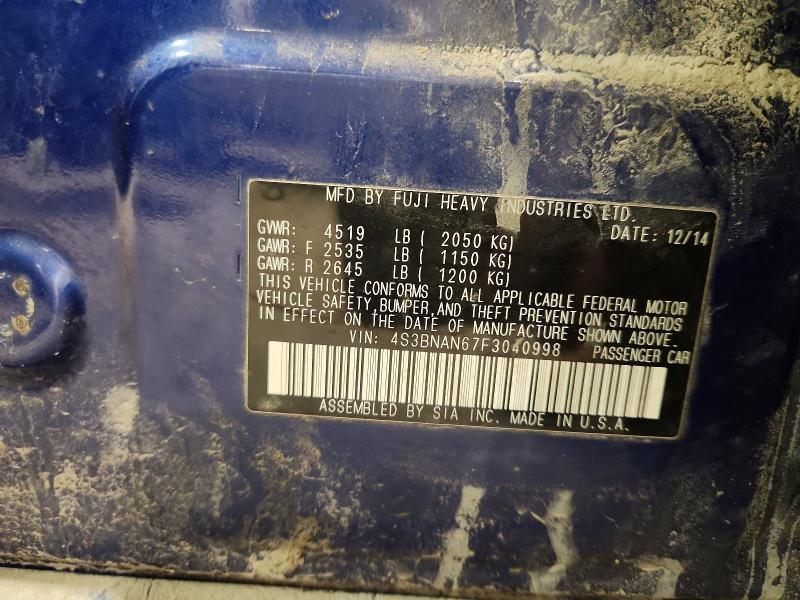 MFD BY FUJI HEAVY INDUSTRIES LTD.
GVWR: 4519 LB ( 2050 KG) DATE: 12/14
GAWR: F 2535 LB ( 1150 KG)
GAWR: R 2645 LB ( 1200 KG)
THIS VEHICLE CONFORMS TO ALL APPLICABLE FEDERAL MOTOR
VEHICLE SAFETY,BUMPER,AND THEFT PREVENTION STANDARDS
IN EFFECT ON THE DATE OF MANUFACTURE SHOWN ABOVE.
VIN: 4S3BNAN67F3040998 PASSENGER CAR
ASSEMBLED BY SIA INC. MADE IN U.S.A.